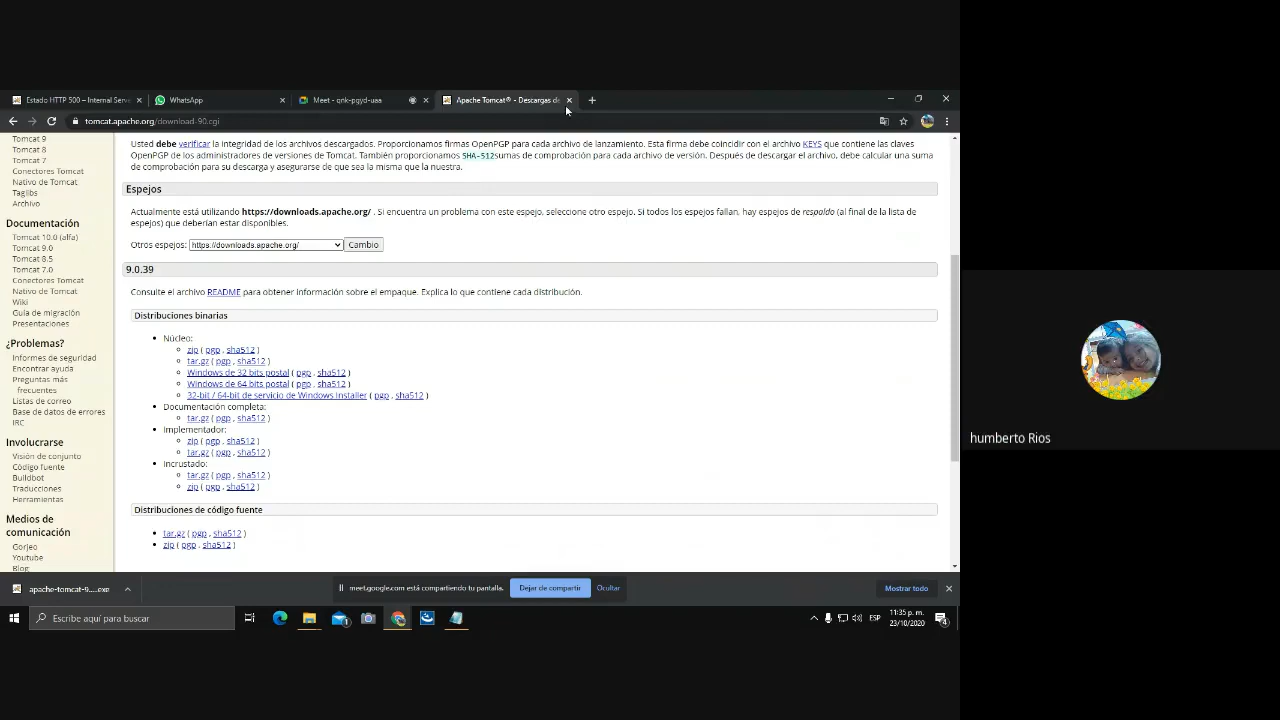 Estado HTTP 500 – Internal Serve
WhatsApp
Meet - qnk-pgyd-uaa
Apache Tomcat® - Descargas de
tomcat.apache.org/download-90.cgi
Tomcat 9
Tomcat 8
Tomcat 7
Conectores Tomcat
Nativo de Tomcat
Taglibs
Archivo
Documentación
Tomcat 10.0 (alfa)
Tomcat 9.0
Tomcat 8.5
Tomcat 7.0
Conectores Tomcat
Nativo de Tomcat
Wiki
Guía de migración
Presentaciones
¿Problemas?
Informes de seguridad
Encontrar ayuda
Preguntas más
frecuentes
Listas de correo
Base de datos de errores
IRC
Involucrarse
Visión de conjunto
Código fuente
Buildbot
Traducciones
Herramientas
Medios de
comunicación
Gorjeo
Youtube
Blog
Usted debe verificar la integridad de los archivos descargados. Proporcionamos firmas OpenPGP para cada archivo de lanzamiento. Esta firma debe coincidir con el archivo KEYS que contiene las claves
OpenPGP de los administradores de versiones de Tomcat. También proporcionamos SHA-512sumas de comprobación para cada archivo de versión. Después de descargar el archivo, debe calcular una suma
de comprobación para su descarga y asegurarse de que sea la misma que la nuestra.
Espejos
Actualmente está utilizando https://downloads.apache.org/ . Si encuentra un problema con este espejo, seleccione otro espejo. Si todos los espejos fallan, hay espejos de respaldo (al final de la lista de
espejos) que deberían estar disponibles.
Otros espejos: https://downloads.apache.org/ Cambio
9.0.39
Consulte el archivo README para obtener información sobre el empaque. Explica lo que contiene cada distribución.
Distribuciones binarias
Núcleo:
zip ( pgp , sha512 )
tar.gz ( pgp , sha512 )
Windows de 32 bits postal ( pgp , sha512 )
Windows de 64 bits postal ( pgp , sha512 )
32-bit / 64-bit de servicio de Windows Installer ( pgp , sha512 )
Documentación completa:
tar.gz ( pgp , sha512 )
Implementador:
zip ( pgp , sha512 )
tar.gz ( pgp , sha512 )
Incrustado:
tar.gz ( pgp , sha512 )
zip ( pgp , sha512 )
Distribuciones de código fuente
tar.gz ( pgp , sha512 )
zip ( pgp , sha512 )
apache-tomcat-9....exe
meet.google.com está compartiendo tu pantalla.
Dejar de compartir
Ocultar
Mostrar todo
Escribe aquí para buscar
ESP
11:35 p. m.
23/10/2020
4
humberto Rios